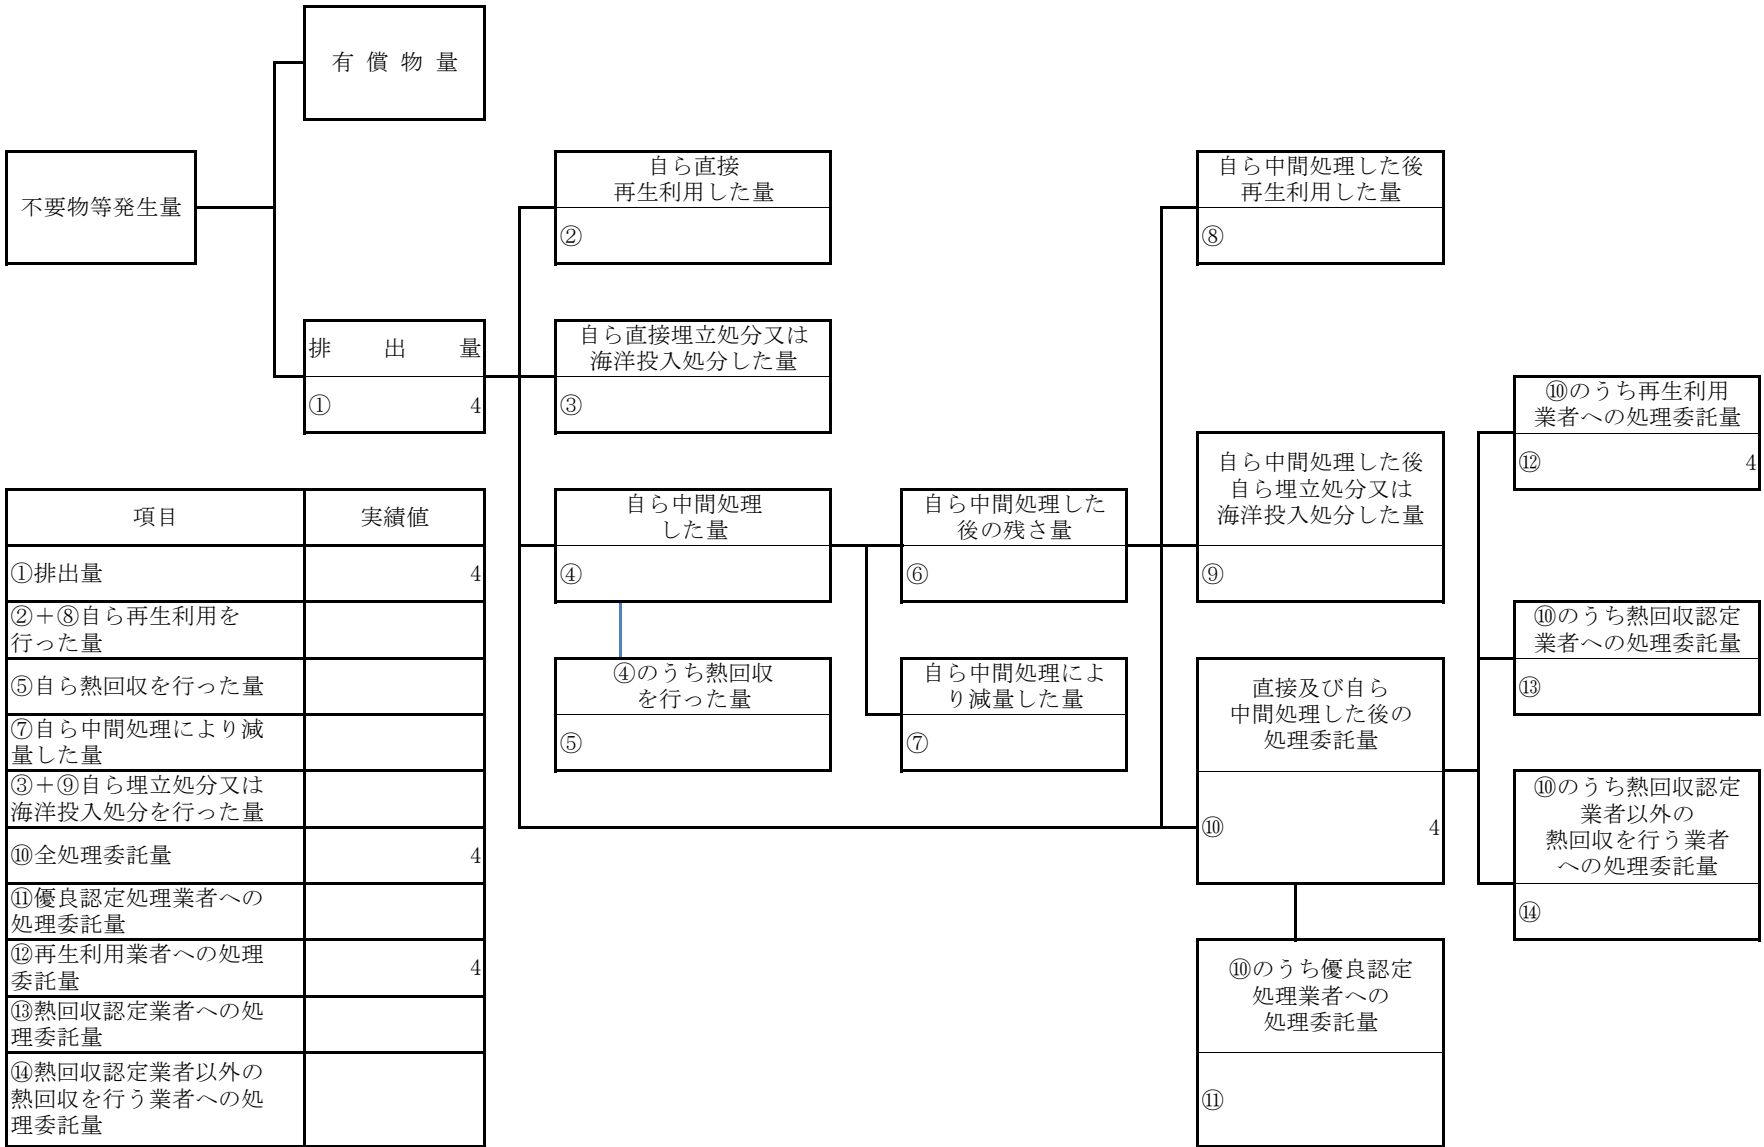 有償物量
不要物等発生量
排出量
① 4
自ら直接
再生利用した量
②
自ら直接埋立処分又は
海洋投入処分した量
③
自ら中間処理
した量
④
④のうち熱回収
を行った量
⑤
自ら中間処理した
後の残さ量
⑥
自ら中間処理によ
り減量した量
⑦
自ら中間処理した後
再生利用した量
⑧
自ら中間処理した後
自ら埋立処分又は
海洋投入処分した量
⑨
直接及び自ら
中間処理した後の
処理委託量
⑩ 4
⑩のうち優良認定
処理業者への
処理委託量
⑪
⑩のうち再生利用
業者への処理委託量
⑫ 4
⑩のうち熱回収認定
業者への処理委託量
⑬
⑩のうち熱回収認定
業者以外の
熱回収を行う業者
への処理委託量
⑭
項目 実績値
①排出量 4
②＋⑧自ら再生利用を
行った量
⑤自ら熱回収を行った量
⑦自ら中間処理により減
量した量
③＋⑨自ら埋立処分又は
海洋投入処分を行った量
⑩全処理委託量 4
⑪優良認定処理業者への
処理委託量
⑫再生利用業者への処理
委託量 4
⑬熱回収認定業者への処
理委託量
⑭熱回収認定業者以外の
熱回収を行う業者への処
理委託量